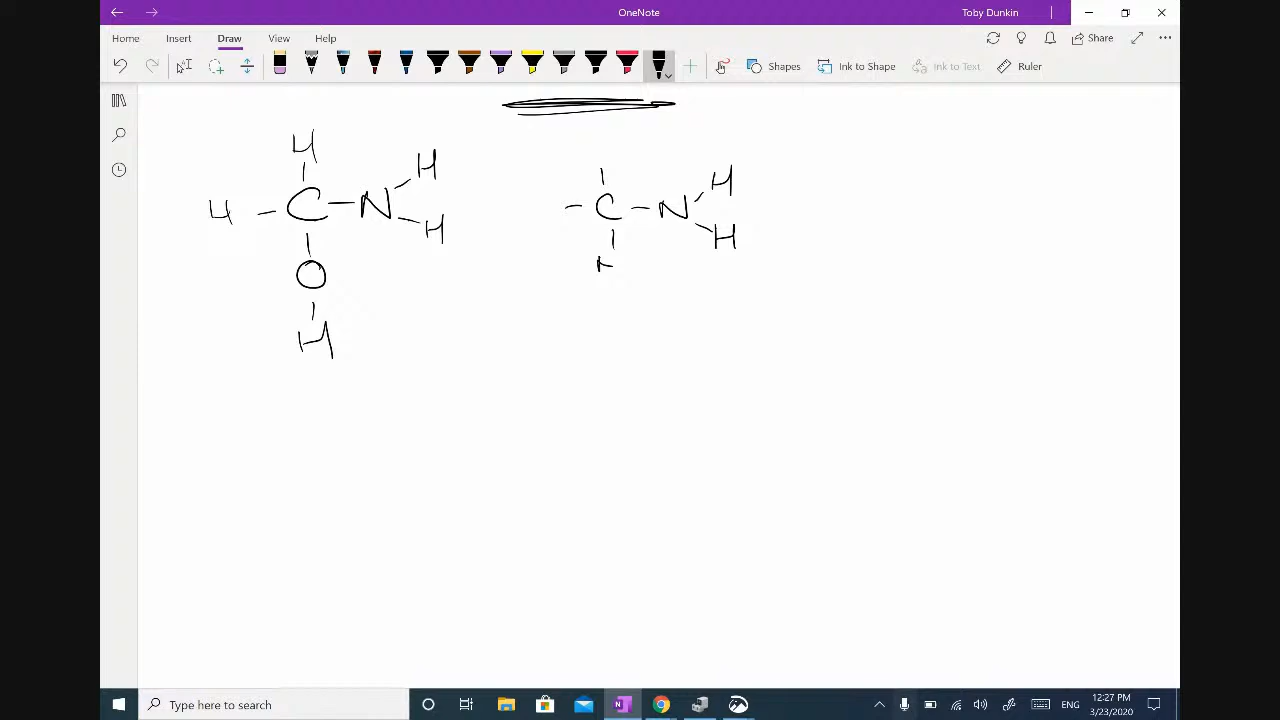 OneNote
Toby Dunkin
Home Insert Draw View Help
Share
Shapes Ink to Shape Ink to Text Ruler
H
H
H
H C N
H
O
H
H
C N
H
Type here to search
ENG
12:27 PM
3/23/2020